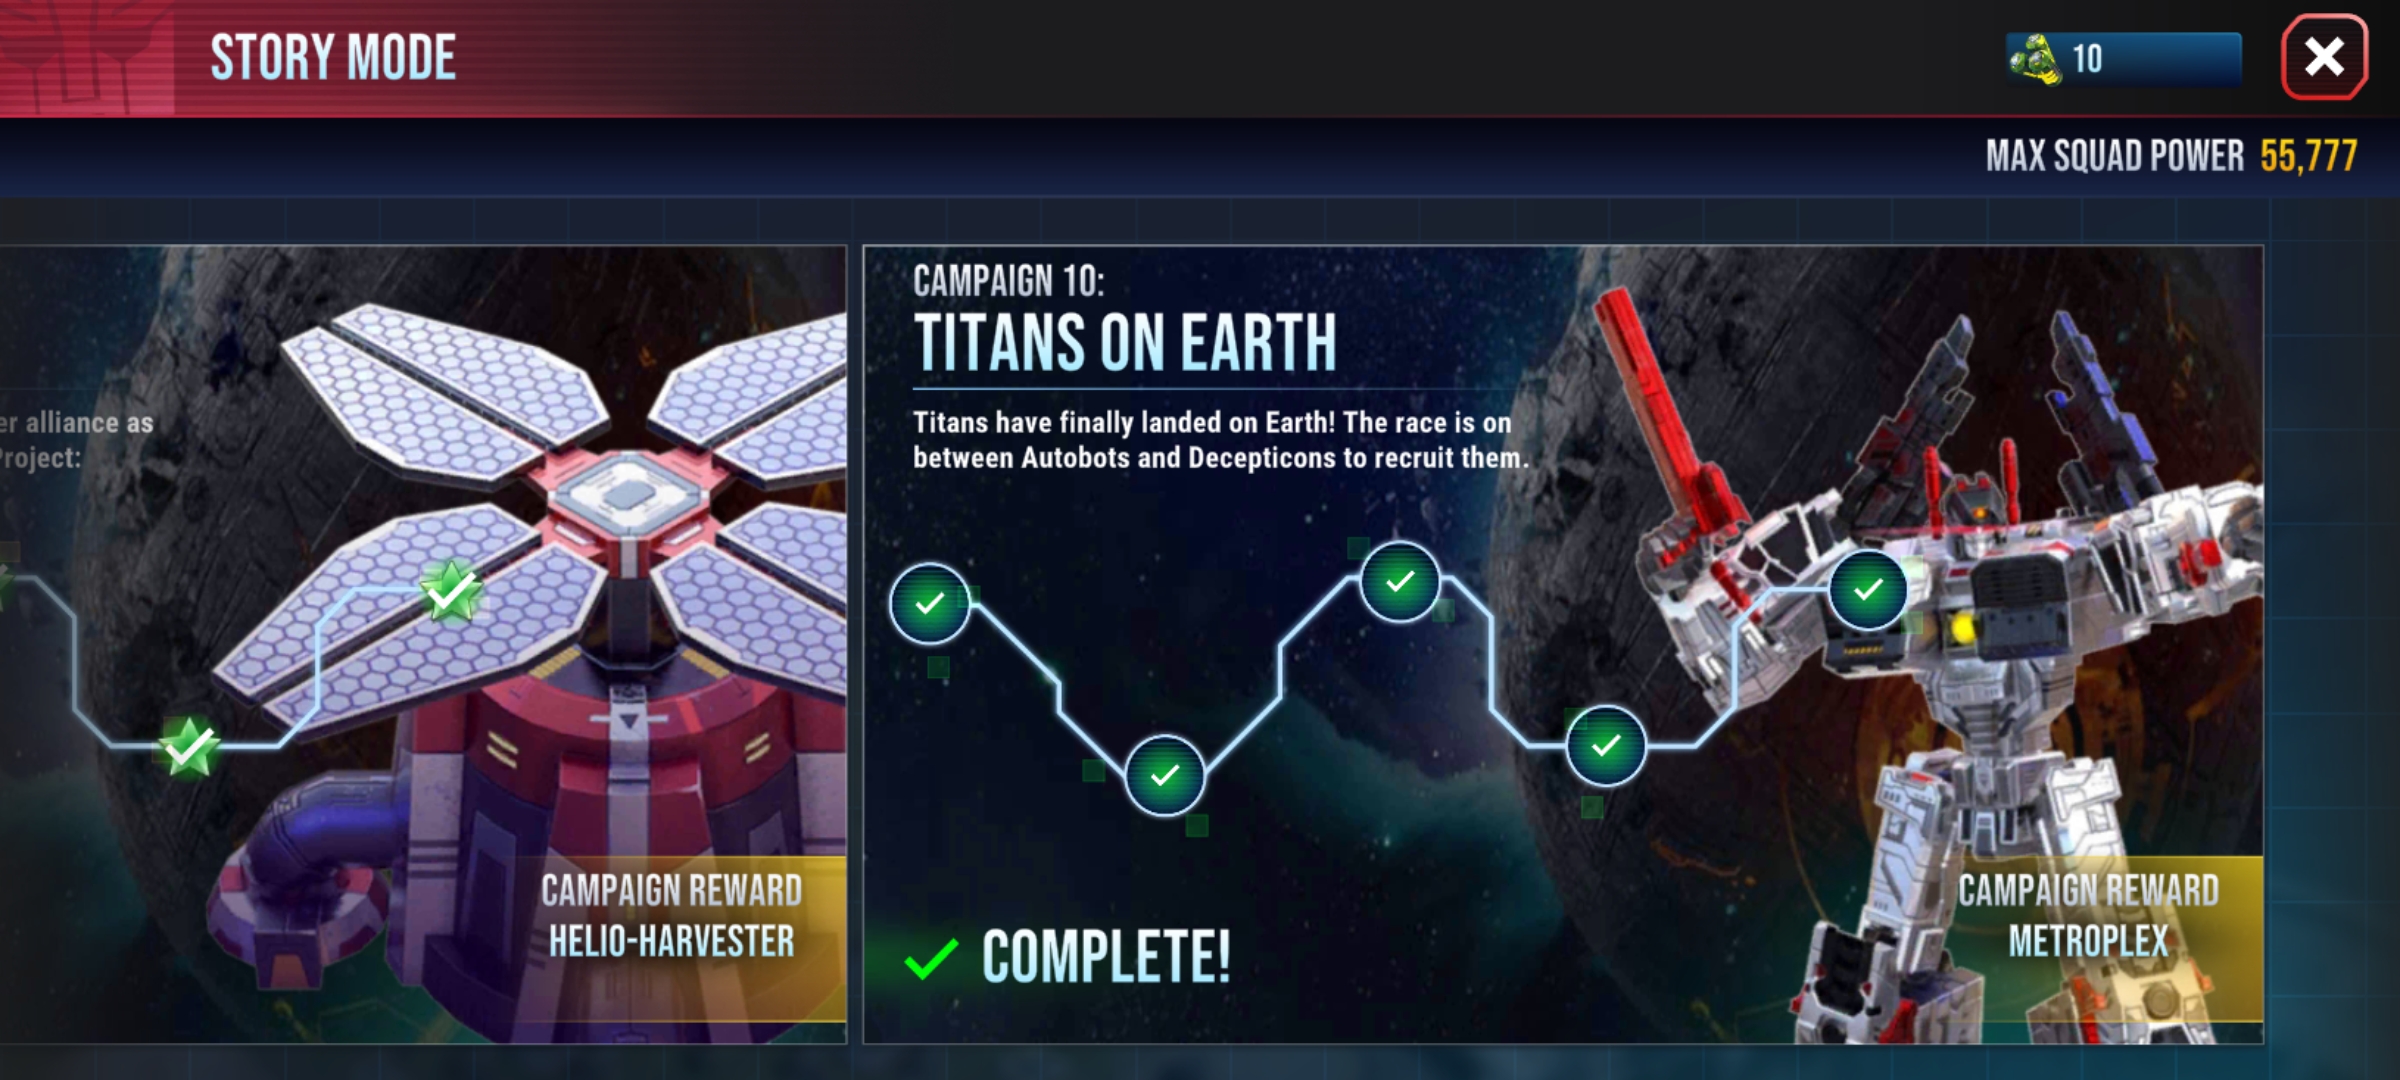 STORY MODE
10
MAX SQUAD POWER 55,777
er alliance as
Project:
CAMPAIGN REWARD
HELIO-HARVESTER
CAMPAIGN 10:
TITANS ON EARTH
Titans have finally landed on Earth! The race is on
between Autobots and Decepticons to recruit them.
COMPLETE!
CAMPAIGN REWARD
METROPLEX